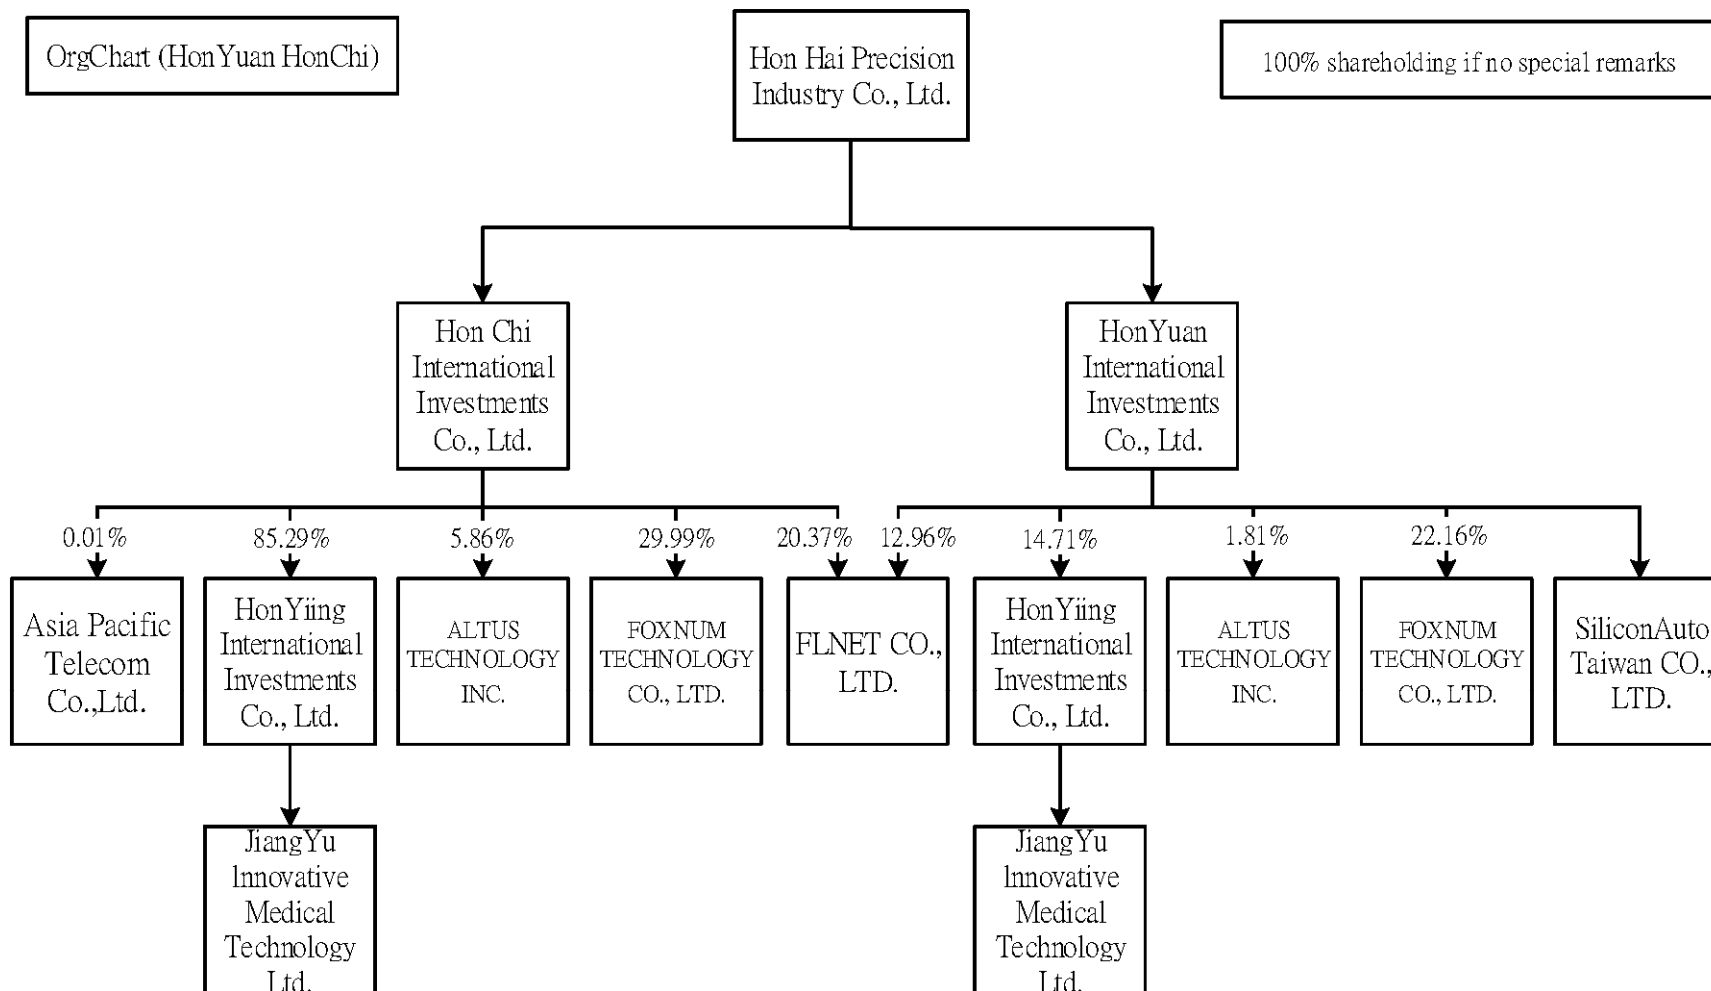 OrgChart (HonYuan HonChi)
Hon Hai Precision
Industry Co., Ltd.
100% shareholding if no special remarks
Hon Chi
International
Investments
Co., Ltd.
HonYuan
International
Investments
Co., Ltd.
0.01%
85.29%
5.86%
29.99%
20.37%
12.96%
14.71%
1.81%
22.16%
Asia Pacific
Telecom
Co.,Ltd.
HonYiing
International
Investments
Co., Ltd.
ALTUS
TECHNOLOGY
INC.
FOXNUM
TECHNOLOGY
CO., LTD.
FLNET CO.,
LTD.
HonYiing
International
Investments
Co., Ltd.
ALTUS
TECHNOLOGY
INC.
FOXNUM
TECHNOLOGY
CO., LTD.
SiliconAuto
Taiwan CO.,
LTD.
JiangYu
lnnovative
Medical
Technology
Ltd.
JiangYu
lnnovative
Medical
Technology
Ltd.